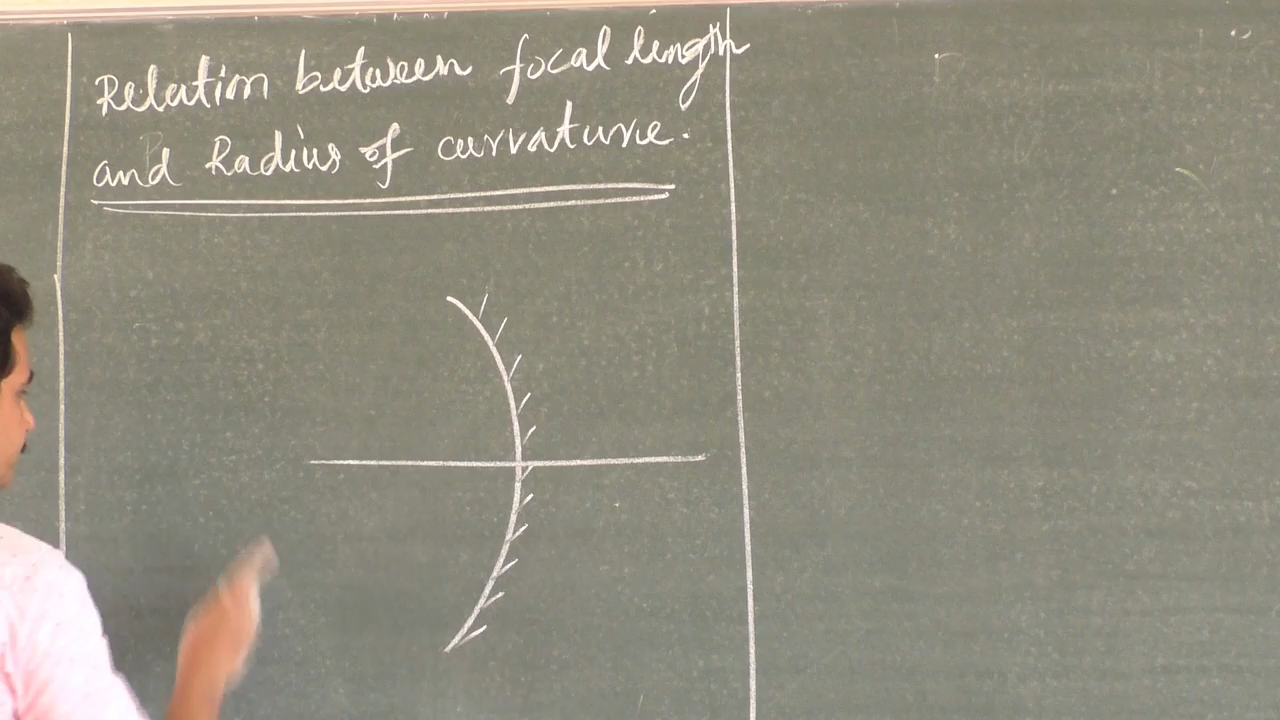 Relation between focal length
and Radius of curvature.